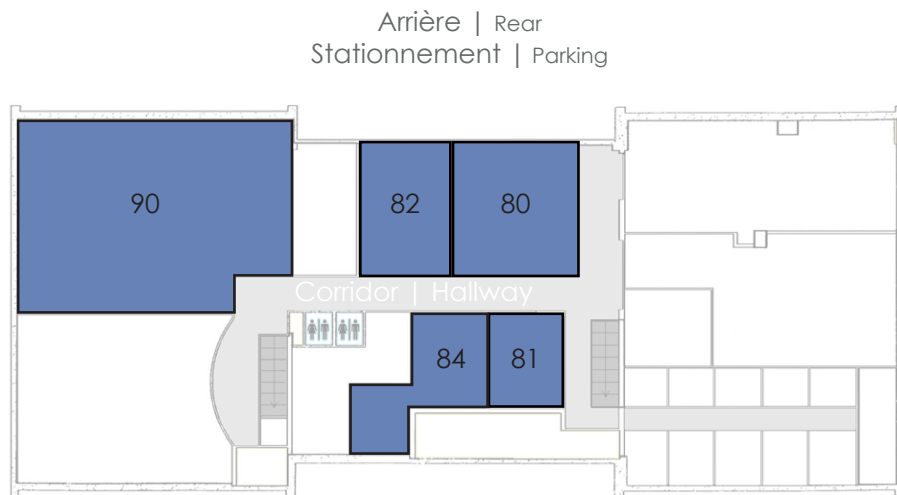 Arrière | Rear
Stationnement | Parking
90
82
80
Corridor | Hallway
84
81